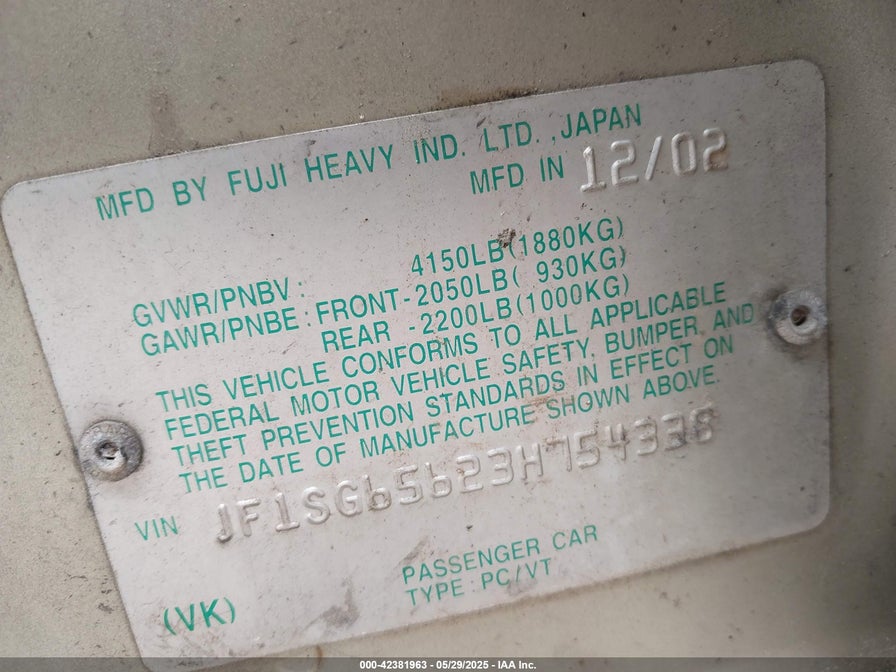 MFD BY FUJI HEAVY IND. LTD. ,JAPAN
MFD IN 12/02
GVWR/PNBV : 4150LB(1880KG)
GAWR/PNBE : FRONT-2050LB( 930KG)
REAR -2200LB(1000KG)
THIS VEHICLE CONFORMS TO ALL APPLICABLE
FEDERAL MOTOR VEHICLE SAFETY, BUMPER, AND
THEFT PREVENTION STANDARDS IN EFFECT ON
THE DATE OF MANUFACTURE SHOWN ABOVE.
VIN JF1SG65623H754338
PASSENGER CAR
TYPE : PC/VT
(VK)
000-42381963 - 05/29/2025 - IAA Inc.